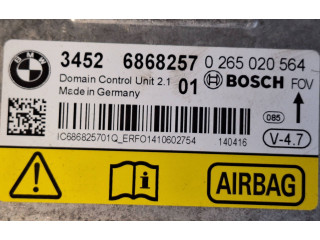 BMW
3452 6868257 0 265 020 564
Domain Control Unit 2.1 01 BOSCH FOV
Made in Germany
085
V-4.7
IC686825701Q_ERFO1410602754 140416
AIRBAG